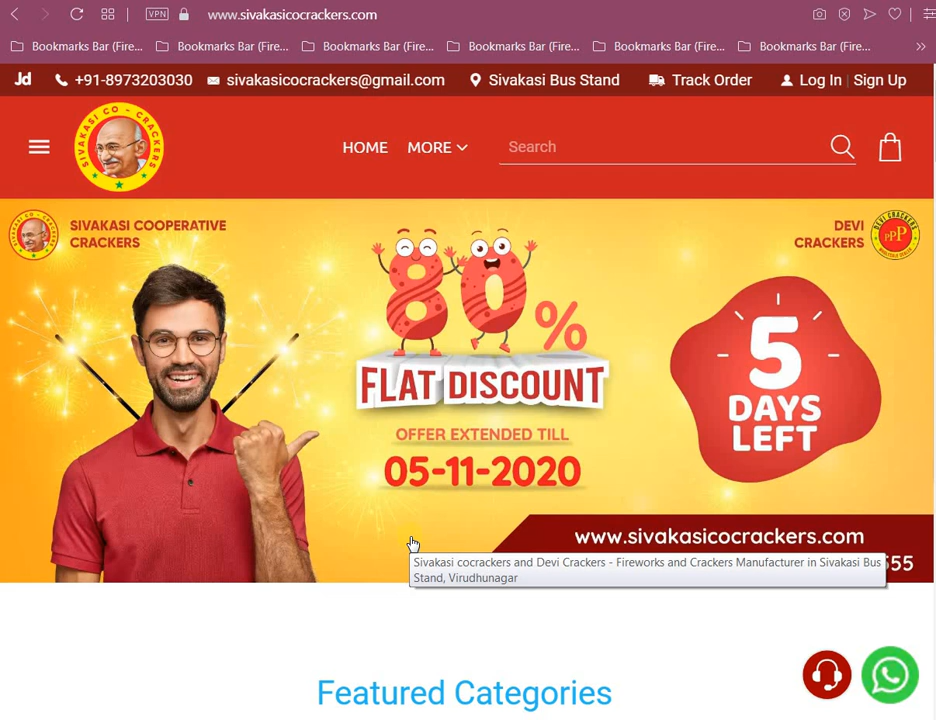 VPN www.sivakasicocrackers.com
Bookmarks Bar (Fire... Bookmarks Bar (Fire... Bookmarks Bar (Fire... Bookmarks Bar (Fire... Bookmarks Bar (Fire... Bookmarks Bar (Fire...
Jd +91-8973203030 sivakasicocrackers@gmail.com Sivakasi Bus Stand Track Order Log In | Sign Up
SIVAKASI CO - CRACKERS
HOME MORE Search
SIVAKASI COOPERATIVE
CRACKERS
DEVI
CRACKERS
DEVI CRACKERS
PPP
80%
FLAT DISCOUNT
OFFER EXTENDED TILL
05-11-2020
5
DAYS
LEFT
www.sivakasicocrackers.com
555
Sivakasi cocrackers and Devi Crackers - Fireworks and Crackers Manufacturer in Sivakasi Bus
Stand, Virudhunagar
Featured Categories